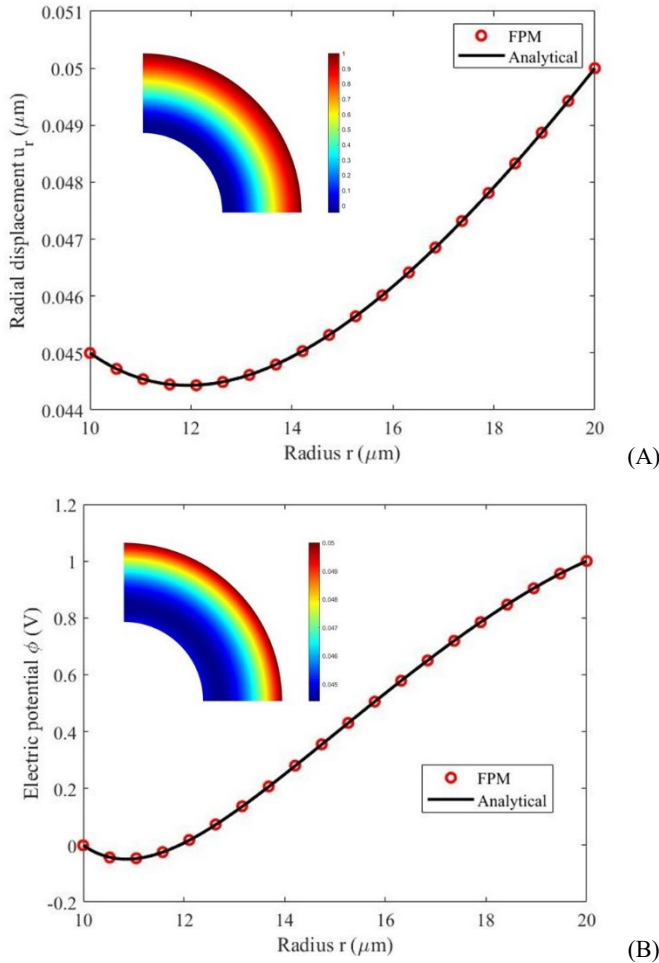 0.051
0.05
0.049
0.048
0.047
0.046
0.045
0.044
Radial displacement u_r (μm)
1
0.9
0.8
0.7
0.6
0.5
0.4
0.3
0.2
0.1
0
FPM
Analytical
10 12 14 16 18 20
Radius r (μm)
(A)
1.2
1
0.8
0.6
0.4
0.2
0
-0.2
Electric potential ϕ (V)
0.05
0.049
0.048
0.047
0.046
0.045
FPM
Analytical
10 12 14 16 18 20
Radius r (μm)
(B)